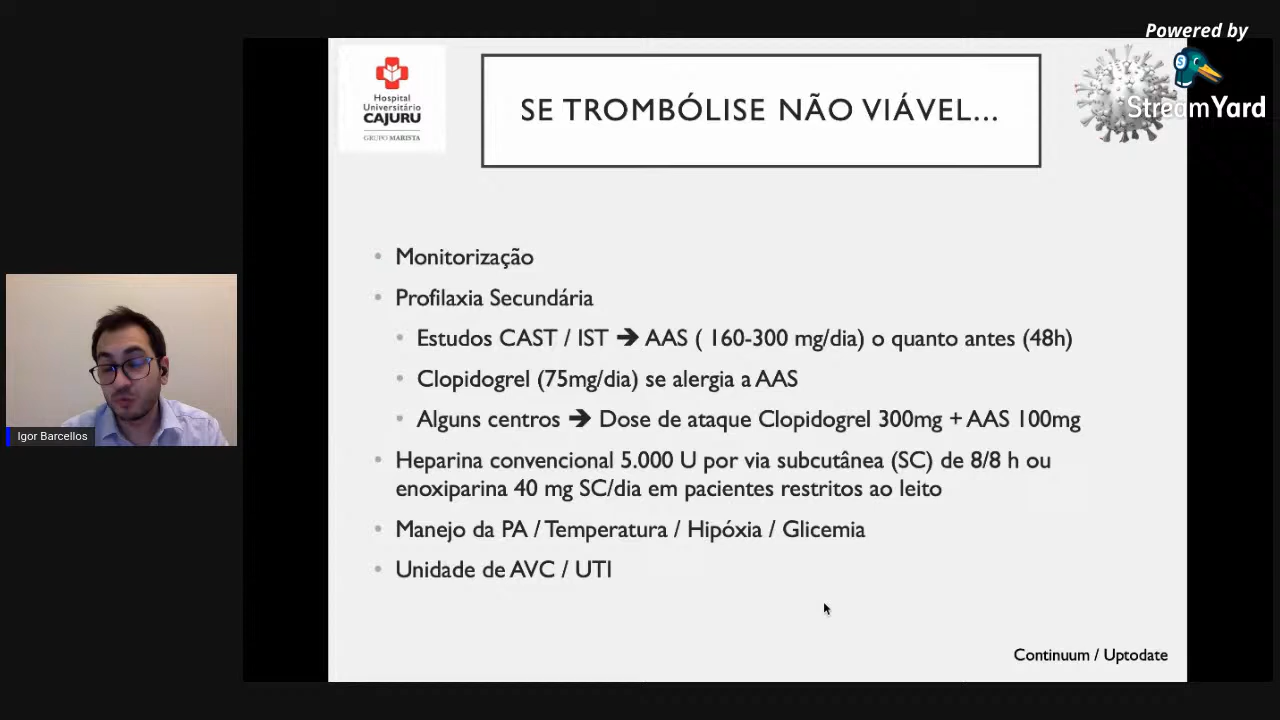 Powered by
StreamYard
Hospital
Universitário
CAJURU
GRUPO MARISTA
SE TROMBÓLISE NÃO VIÁVEL...
• Monitorização
• Profilaxia Secundária
• Estudos CAST / IST ➔ AAS ( 160-300 mg/dia) o quanto antes (48h)
• Clopidogrel (75mg/dia) se alergia a AAS
• Alguns centros ➔ Dose de ataque Clopidogrel 300mg + AAS 100mg
• Heparina convencional 5.000 U por via subcutânea (SC) de 8/8 h ou
enoxiparina 40 mg SC/dia em pacientes restritos ao leito
• Manejo da PA / Temperatura / Hipóxia / Glicemia
• Unidade de AVC / UTI
Igor Barcellos
Continuum / Uptodate